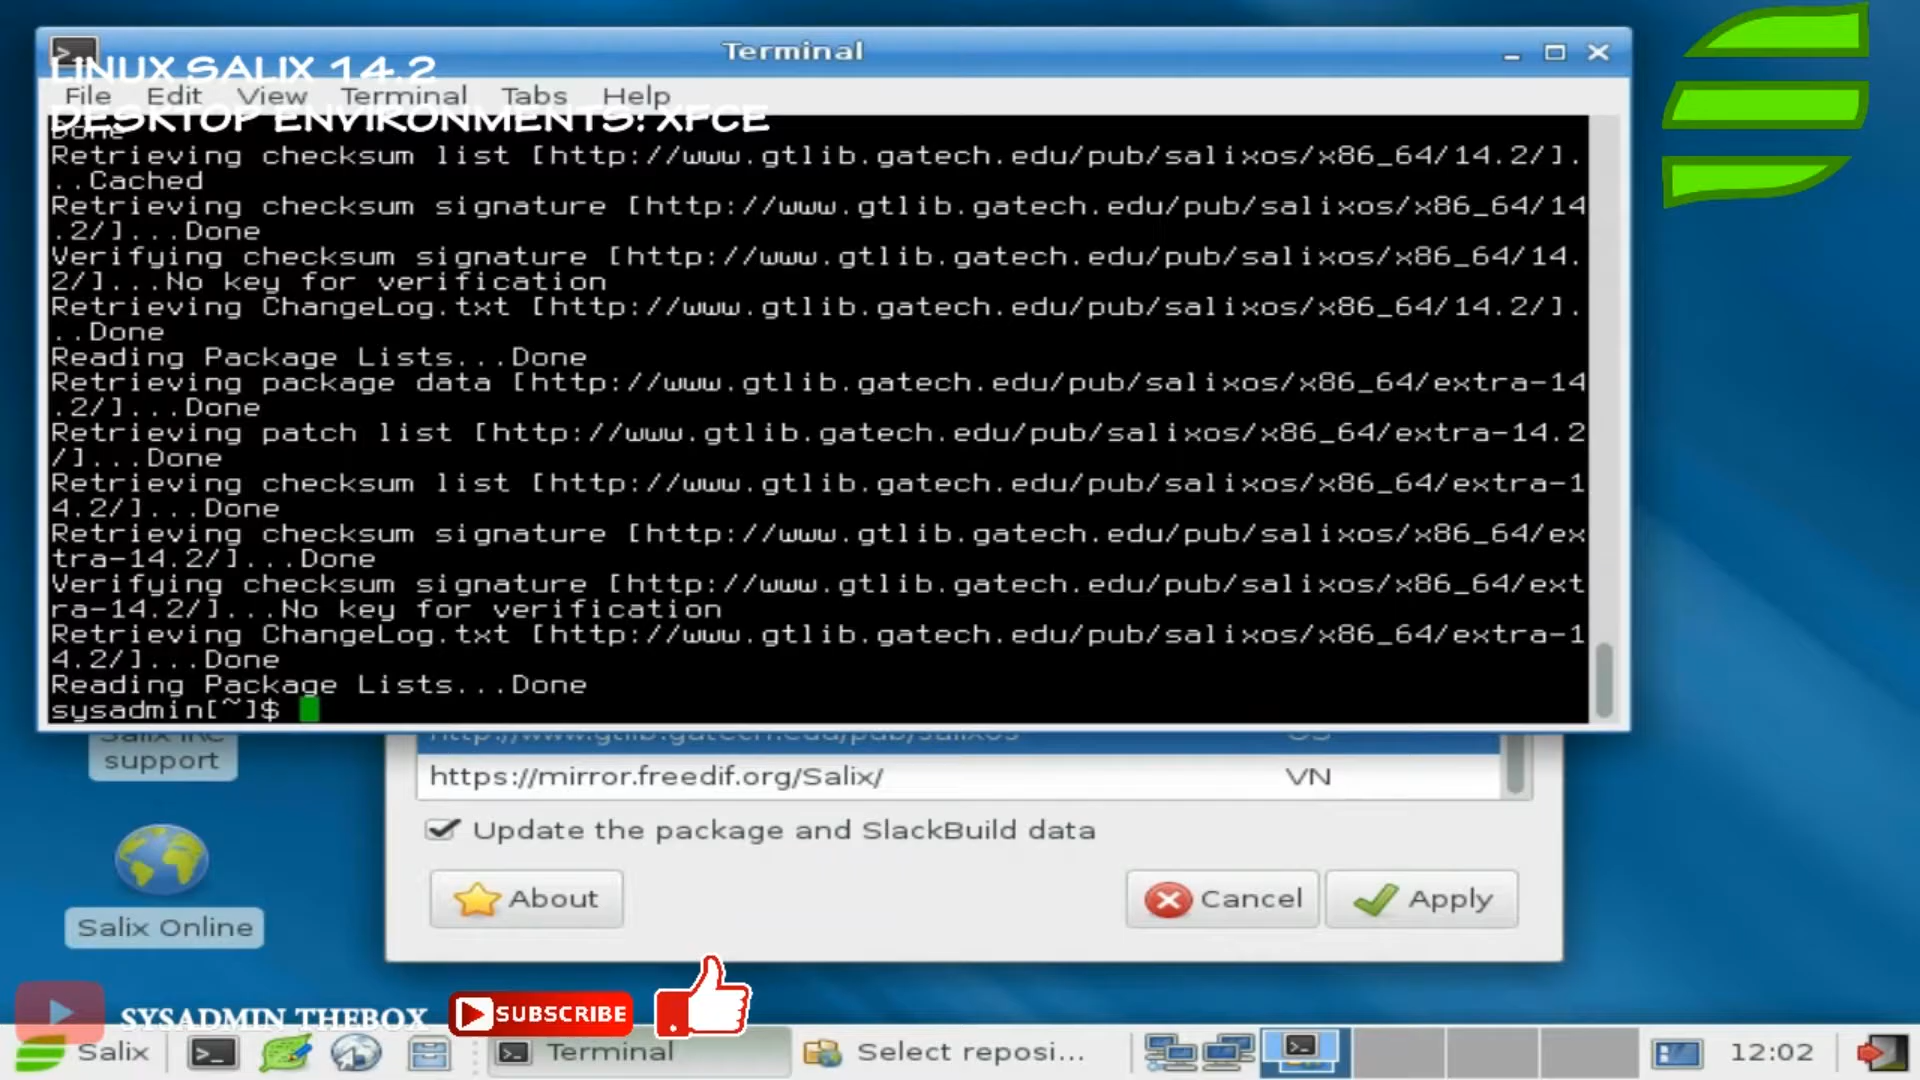 Terminal
LINUX SALIX 14.2
File Edit View Terminal Tabs Help
DESKTOP ENVIRONMENTS: XFCE
Done
Retrieving checksum list [http://www.gtlib.gatech.edu/pub/salixos/x86_64/14.2/].
..Cached
Retrieving checksum signature [http://www.gtlib.gatech.edu/pub/salixos/x86_64/14
.2/]...Done
Verifying checksum signature [http://www.gtlib.gatech.edu/pub/salixos/x86_64/14.
2/]...No key for verification
Retrieving ChangeLog.txt [http://www.gtlib.gatech.edu/pub/salixos/x86_64/14.2/].
..Done
Reading Package Lists...Done
Retrieving package data [http://www.gtlib.gatech.edu/pub/salixos/x86_64/extra-14
.2/]...Done
Retrieving patch list [http://www.gtlib.gatech.edu/pub/salixos/x86_64/extra-14.2
/]...Done
Retrieving checksum list [http://www.gtlib.gatech.edu/pub/salixos/x86_64/extra-1
4.2/]...Done
Retrieving checksum signature [http://www.gtlib.gatech.edu/pub/salixos/x86_64/ex
tra-14.2/]...Done
Verifying checksum signature [http://www.gtlib.gatech.edu/pub/salixos/x86_64/ext
ra-14.2/]...No key for verification
Retrieving ChangeLog.txt [http://www.gtlib.gatech.edu/pub/salixos/x86_64/extra-1
4.2/]...Done
Reading Package Lists...Done
sysadmin[~]$
Salix IRC
support
http://www.gtlib.gatech.edu/pub/salixos
https://mirror.freedif.org/Salix/ VN
Update the package and SlackBuild data
About Cancel Apply
Salix Online
SYSADMIN THEBOX SUBSCRIBE
Salix Terminal Select reposi... 12:02